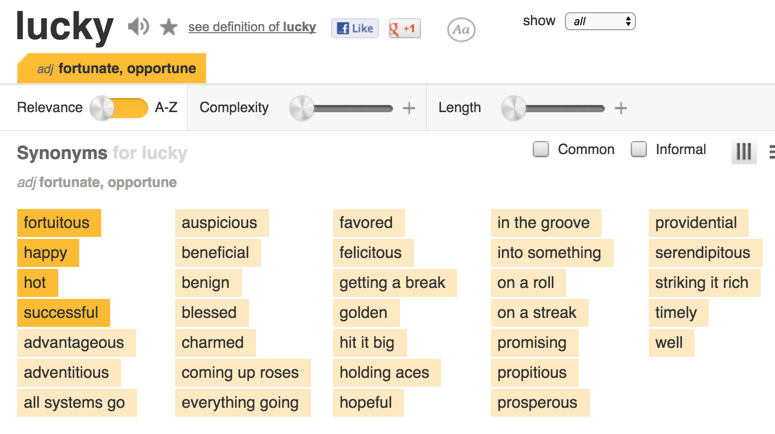 lucky see definition of lucky Like +1 Aa show all
adj fortunate, opportune
Relevance A-Z Complexity + Length +
Synonyms for lucky Common Informal
adj fortunate, opportune
fortuitous auspicious favored in the groove providential
happy beneficial felicitous into something serendipitous
hot benign getting a break on a roll striking it rich
successful blessed golden on a streak timely
advantageous charmed hit it big promising well
adventitious coming up roses holding aces propitious
all systems go everything going hopeful prosperous